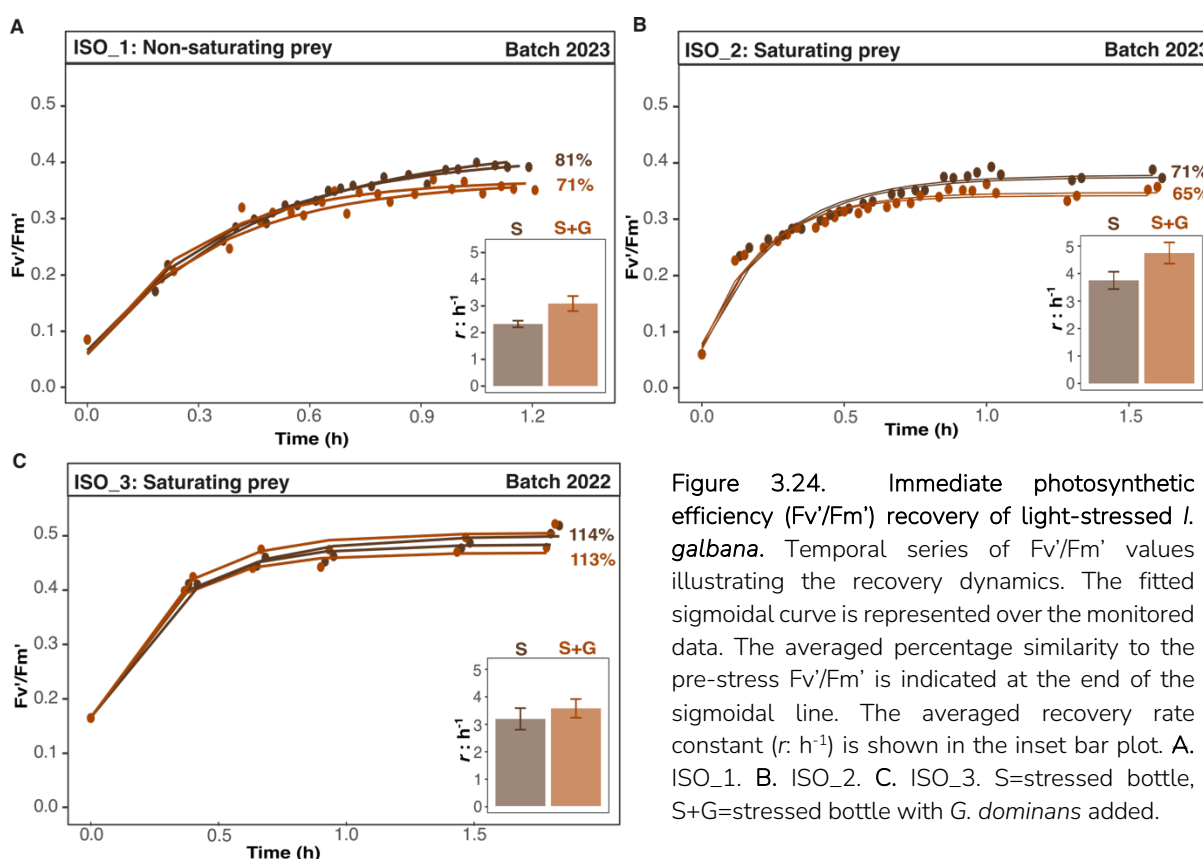 A
ISO_1: Non-saturating prey Batch 2023
Fv'/Fm'
0.5
0.4
0.3
0.2
0.1
0.0
81%
71%
S S+G
r : h⁻¹
5
4
3
2
1
0
0.0 0.3 0.6 0.9 1.2
Time (h)
B
ISO_2: Saturating prey Batch 2023
Fv'/Fm'
0.5
0.4
0.3
0.2
0.1
0.0
71%
65%
S S+G
r : h⁻¹
5
4
3
2
1
0
0.0 0.5 1.0 1.5
Time (h)
C
ISO_3: Saturating prey Batch 2022
Fv'/Fm'
0.5
0.4
0.3
0.2
0.1
0.0
114%
113%
S S+G
r : h⁻¹
5
4
3
2
1
0
0.0 0.5 1.0 1.5
Time (h)
Figure 3.24. Immediate photosynthetic
efficiency (Fv'/Fm') recovery of light-stressed I.
galbana. Temporal series of Fv'/Fm' values
illustrating the recovery dynamics. The fitted
sigmoidal curve is represented over the monitored
data. The averaged percentage similarity to the
pre-stress Fv'/Fm' is indicated at the end of the
sigmoidal line. The averaged recovery rate
constant (r: h⁻¹) is shown in the inset bar plot. A.
ISO_1. B. ISO_2. C. ISO_3. S=stressed bottle,
S+G=stressed bottle with G. dominans added.